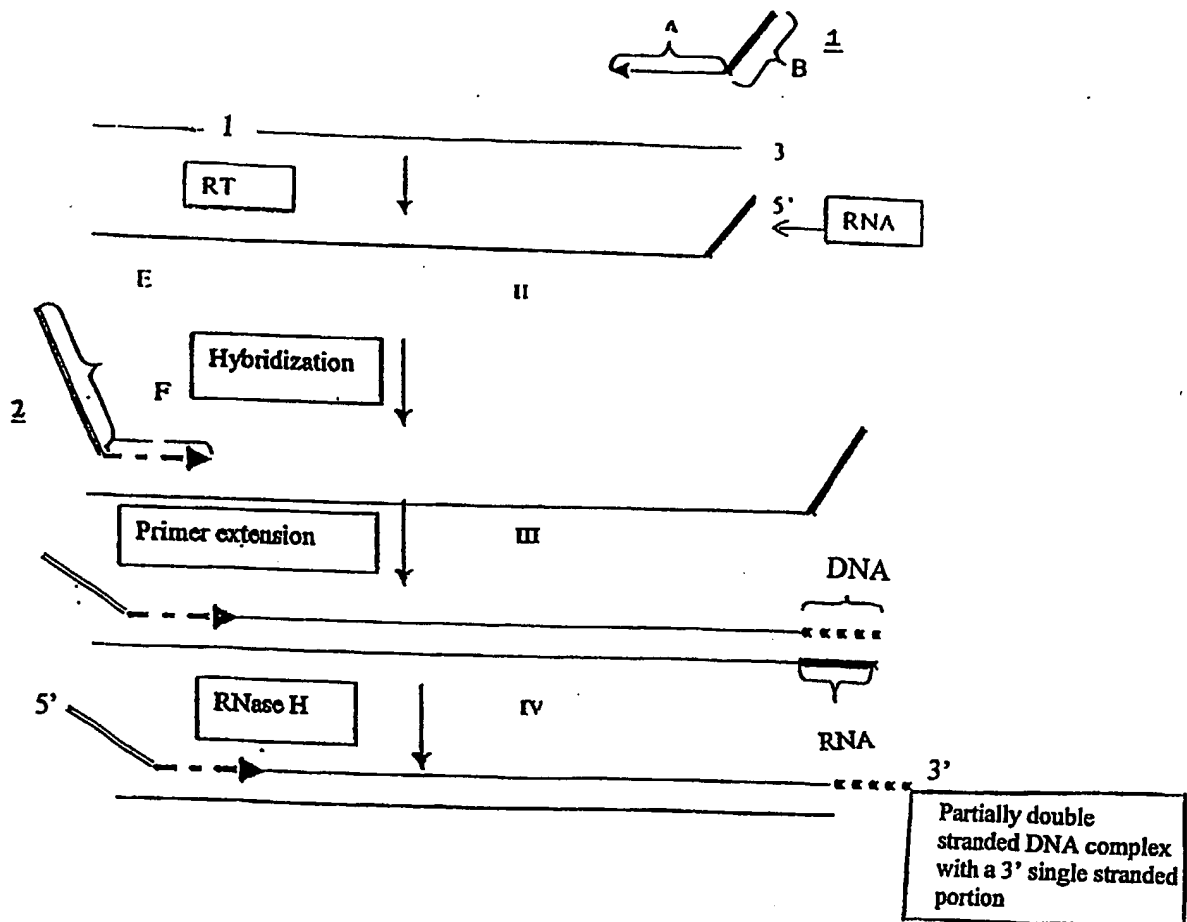 A
1
B
1
3
RT
5'
RNA
E
II
Hybridization
F
2
Primer extension
III
DNA
RNase H
IV
5'
RNA
3'
Partially double
stranded DNA complex
with a 3' single stranded
portion